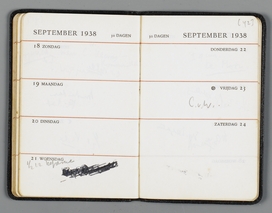 SEPTEMBER 1938 30 DAGEN
18 ZONDAG
19 MAANDAG
20 DINSDAG
21 WOENSDAG
30 DAGEN SEPTEMBER 1938
DONDERDAG 22
VRIJDAG 23
ZATERDAG 24